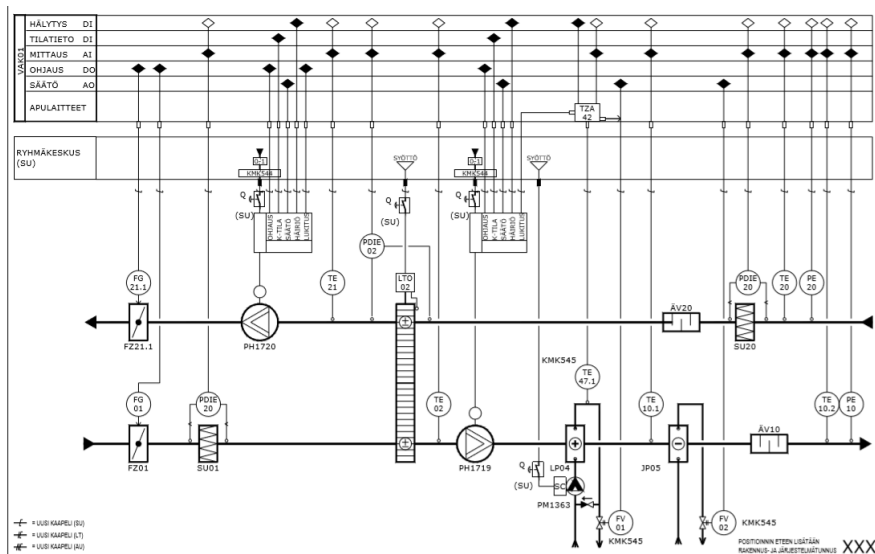 VAK01
HÄLYTYS DI
TILATIETO DI
MITTAUS AI
OHJAUS DO
SÄÄTÖ AO
APULAITTEET
TZA
42
RYHMÄKESKUS
(SU)
0-1
KMK544
SYÖTTÖ
0-1
KMK544
SYÖTTÖ
Q
(SU)
OHJAUS
K-TILA
SÄÄTÖ
HÄIRIÖ
LUKITUS
Q
(SU)
Q
(SU)
OHJAUS
K-TILA
SÄÄTÖ
HÄIRIÖ
LUKITUS
PDIE
02
FG
21.1
TE
21
LTO
02
PDIE
20
TE
20
PE
20
ÄV20
FZ21.1
PH1720
SU20
KMK545
TE
47.1
FG
01
PDIE
20
TE
02
TE
10.1
TE
10.2
PE
10
ÄV10
FZ01
SU01
PH1719
LP04
JP05
Q
(SU)
SC
PM1363
FV
01
KMK545
FV
02
KMK545
= UUSI KAAPELI (SU)
= UUSI KAAPELI (LT)
= UUSI KAAPELI (AU)
POSITIOINNIN ETEEN LISÄTÄÄN
RAKENNUS- JA JÄRJESTELMÄTUNNUS XXX